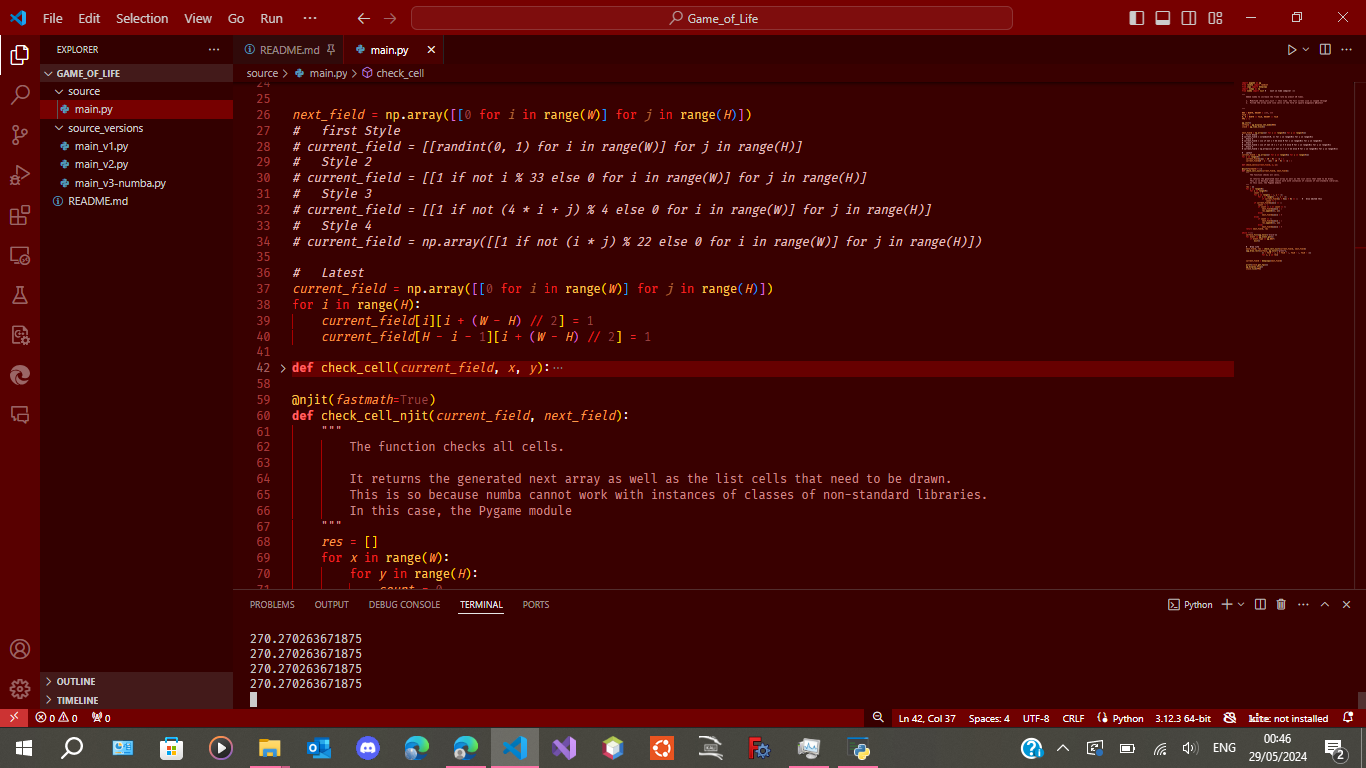 File Edit Selection View Go Run ··· Game_of_Life
EXPLORER ···
GAME_OF_LIFE
source
main.py
source_versions
main_v1.py
main_v2.py
main_v3-numba.py
README.md
OUTLINE
TIMELINE
README.md main.py
source > main.py > check_cell
24
25
26 next_field = np.array([[0 for i in range(W)] for j in range(H)])
27 #   first Style
28 # current_field = [[randint(0, 1) for i in range(W)] for j in range(H)]
29 #   Style 2
30 # current_field = [[1 if not i % 33 else 0 for i in range(W)] for j in range(H)]
31 #   Style 3
32 # current_field = [[1 if not (4 * i + j) % 4 else 0 for i in range(W)] for j in range(H)]
33 #   Style 4
34 # current_field = np.array([[1 if not (i * j) % 22 else 0 for i in range(W)] for j in range(H)])
35
36 #   Latest
37 current_field = np.array([[0 for i in range(W)] for j in range(H)])
38 for i in range(H):
39     current_field[i][i + (W - H) // 2] = 1
40     current_field[H - i - 1][i + (W - H) // 2] = 1
41
42 def check_cell(current_field, x, y):···
58
59 @njit(fastmath=True)
60 def check_cell_njit(current_field, next_field):
61     """
62         The function checks all cells.
63
64         It returns the generated next array as well as the list cells that need to be drawn.
65         This is so because numba cannot work with instances of classes of non-standard libraries.
66         In this case, the Pygame module
67     """
68     res = []
69     for x in range(W):
70         for y in range(H):
71             count = 0
PROBLEMS OUTPUT DEBUG CONSOLE TERMINAL PORTS Python
270.270263671875
270.270263671875
270.270263671875
270.270263671875
0 0 0 Ln 42, Col 37 Spaces: 4 UTF-8 CRLF Python 3.12.3 64-bit kite: not installed
ENG 00:46
29/05/2024 2